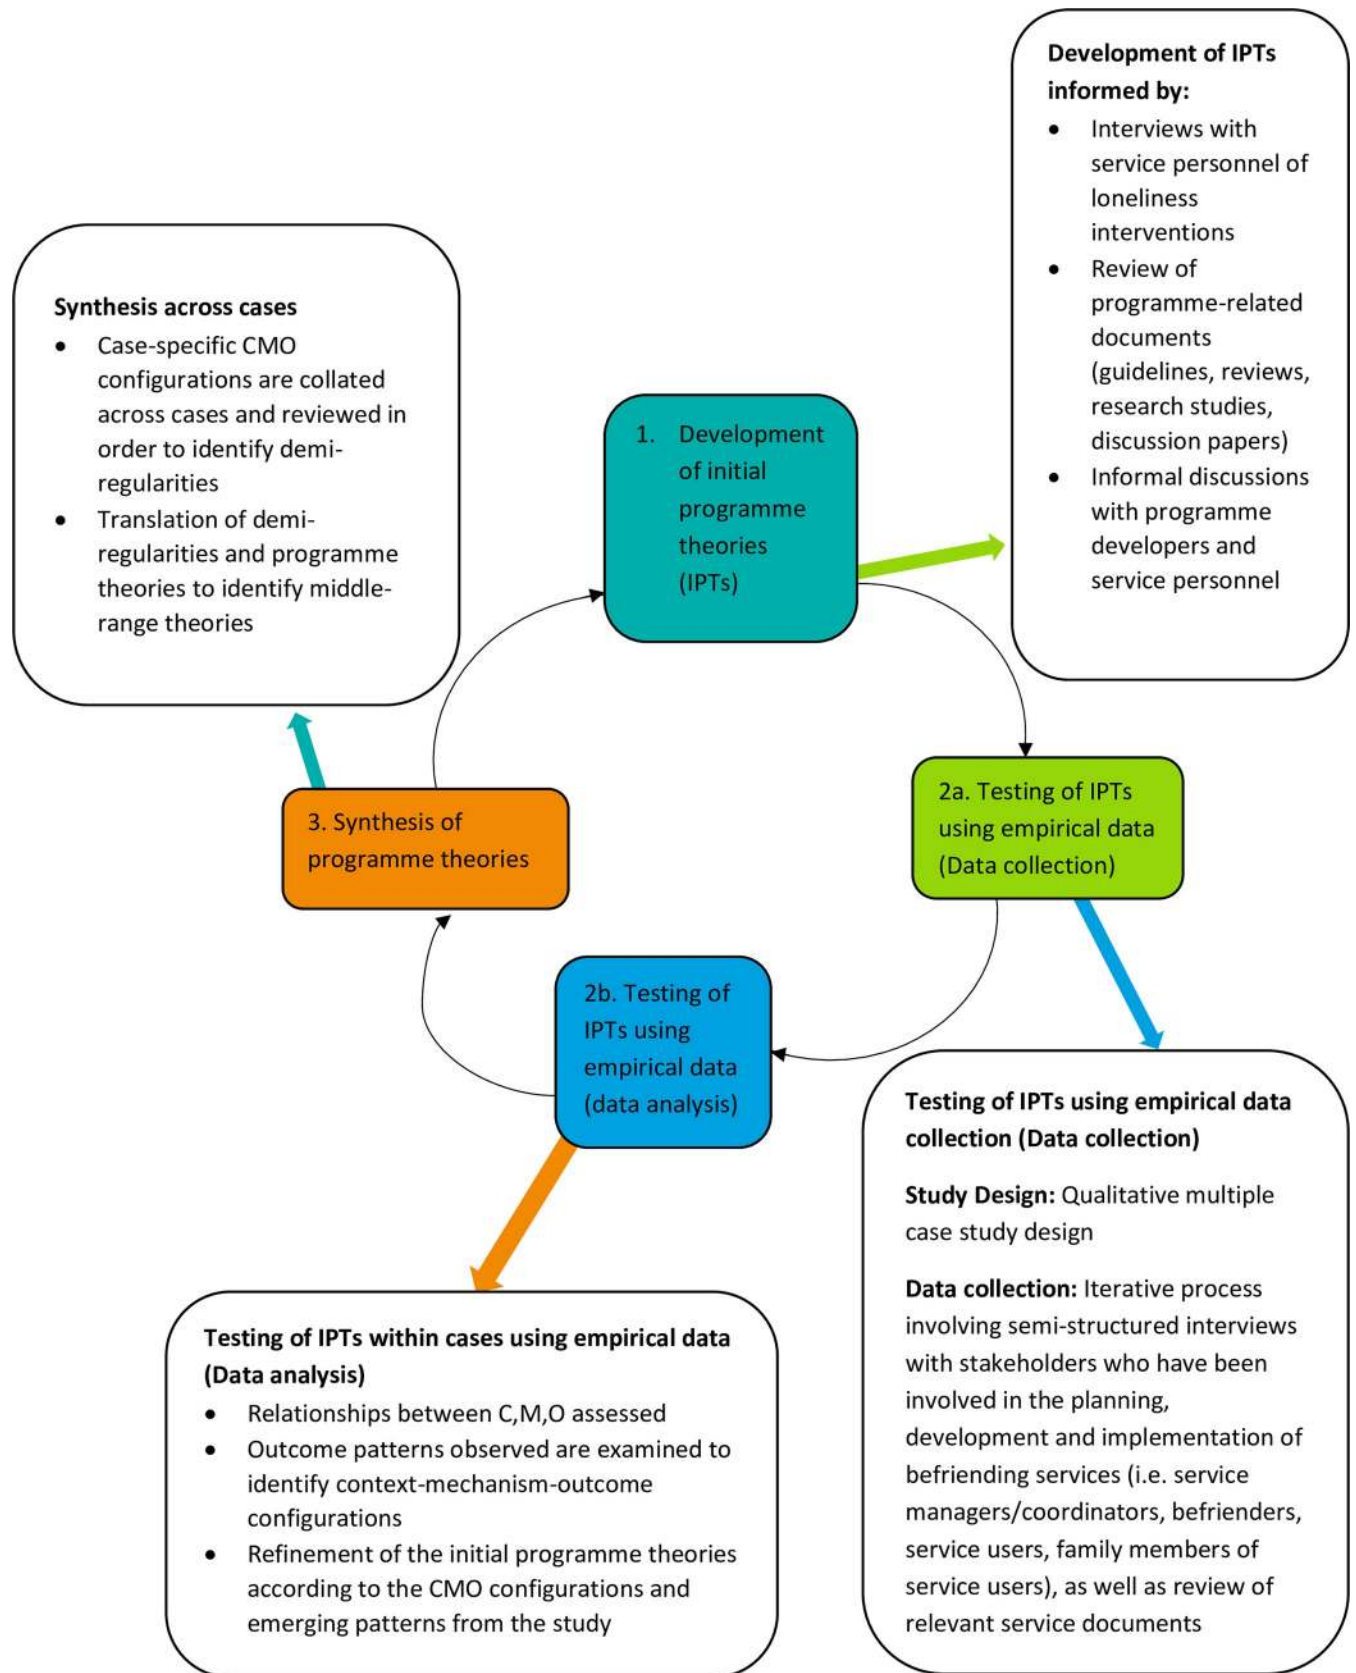 Development of IPTs
informed by:
• Interviews with
service personnel of
loneliness
interventions
• Review of
programme-related
documents
(guidelines, reviews,
research studies,
discussion papers)
• Informal discussions
with programme
developers and
service personnel
Synthesis across cases
• Case-specific CMO
configurations are collated
across cases and reviewed in
order to identify demi-
regularities
• Translation of demi-
regularities and programme
theories to identify middle-
range theories
1. Development
of initial
programme
theories
(IPTs)
2a. Testing of IPTs
using empirical data
(Data collection)
3. Synthesis of
programme theories
2b. Testing of
IPTs using
empirical data
(data analysis)
Testing of IPTs using empirical data
collection (Data collection)
Study Design: Qualitative multiple
case study design
Data collection: Iterative process
involving semi-structured interviews
with stakeholders who have been
involved in the planning,
development and implementation of
befriending services (i.e. service
managers/coordinators, befrienders,
service users, family members of
service users), as well as review of
relevant service documents
Testing of IPTs within cases using empirical data
(Data analysis)
• Relationships between C,M,O assessed
• Outcome patterns observed are examined to
identify context-mechanism-outcome
configurations
• Refinement of the initial programme theories
according to the CMO configurations and
emerging patterns from the study